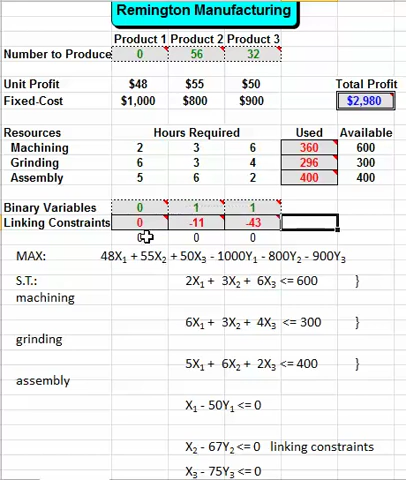 Remington Manufacturing
Product 1 Product 2 Product 3
Number to Produce 0 56 32
Unit Profit $48 $55 $50 Total Profit
Fixed-Cost $1,000 $800 $900 $2,980
Resources Hours Required Used Available
Machining 2 3 6 360 600
Grinding 6 3 4 296 300
Assembly 5 6 2 400 400
Binary Variables 0 1 1
Linking Constraints 0 -11 -43
0 0 0
MAX: 48X₁ + 55X₂ + 50X₃ - 1000Y₁ - 800Y₂ - 900Y₃
S.T.: 2X₁ + 3X₂ + 6X₃ <= 600 }
machining
6X₁ + 3X₂ + 4X₃ <= 300 }
grinding
5X₁ + 6X₂ + 2X₃ <= 400 }
assembly
X₁ - 50Y₁ <= 0
X₂ - 67Y₂ <= 0 linking constraints
X₃ - 75Y₃ <= 0